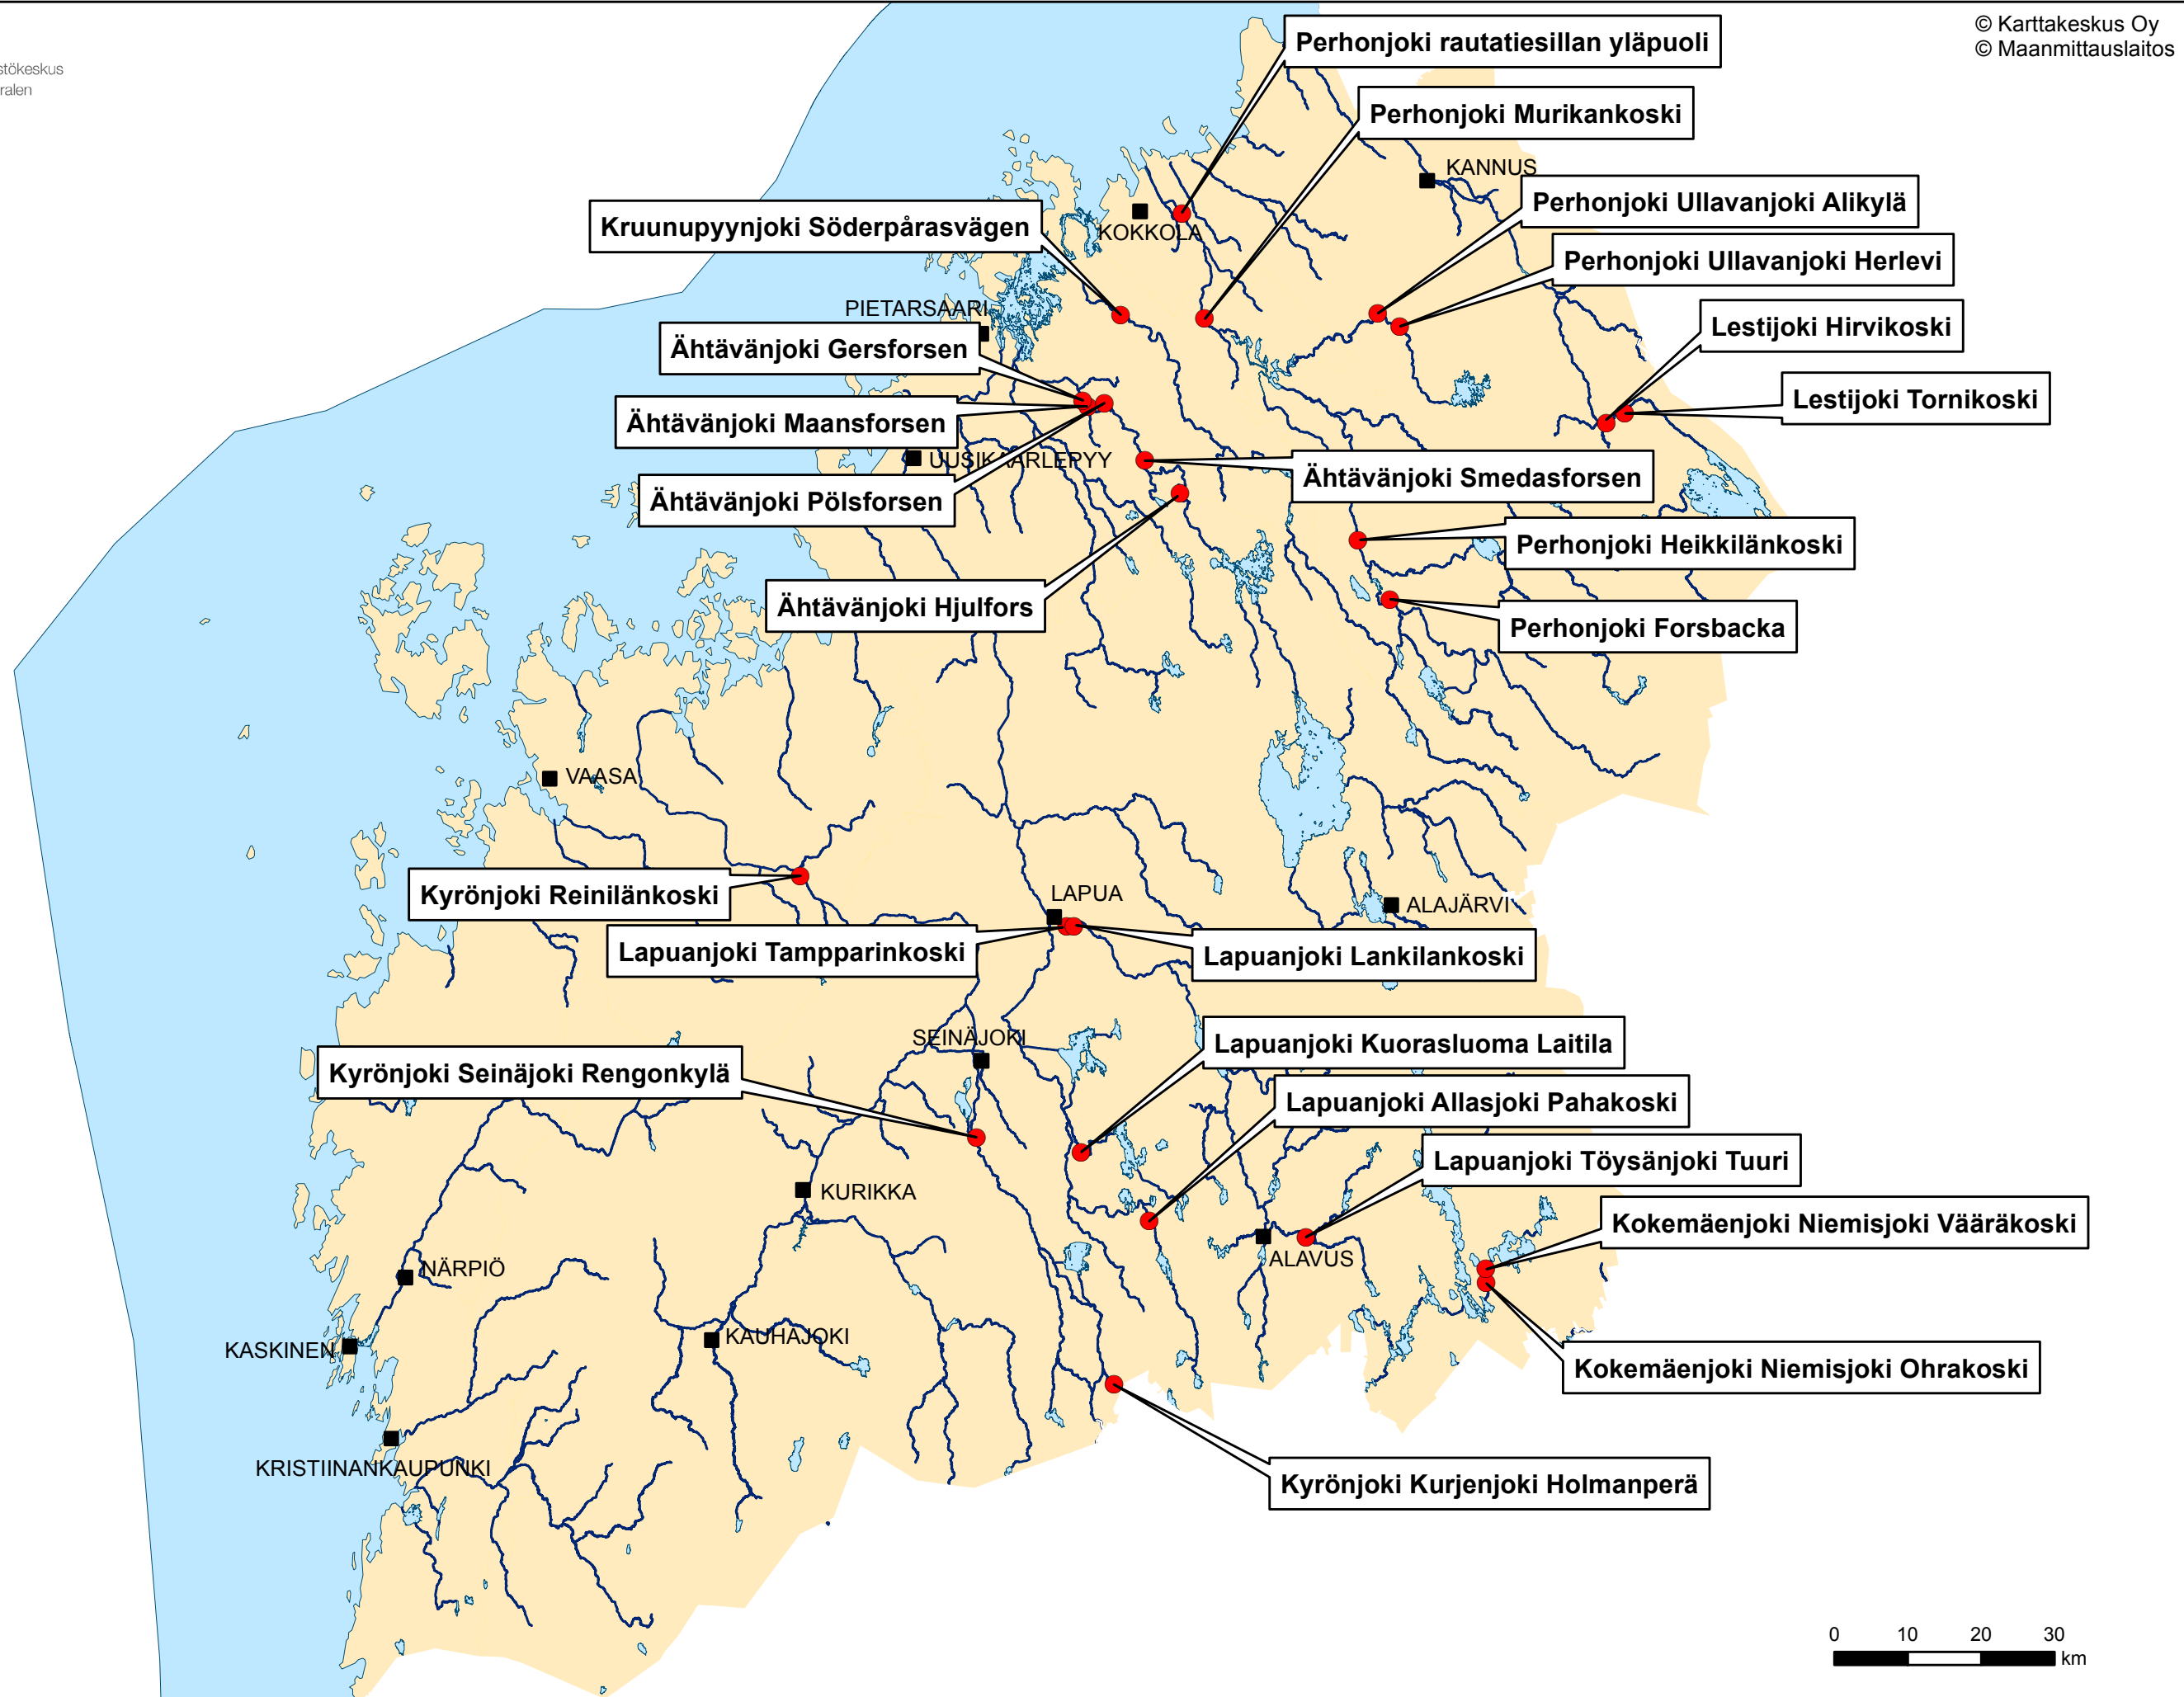 © Karttakeskus Oy
© Maanmittauslaitos
stökeskus
ralen
Perhonjoki rautatiesillan yläpuoli
Perhonjoki Murikankoski
KANNUS
Perhonjoki Ullavanjoki Alikylä
Kruunupyynjoki Söderpårasvägen
KOKKOLA
Perhonjoki Ullavanjoki Herlevi
PIETARSAARI
Lestijoki Hirvikoski
Ähtävänjoki Gersforsen
Lestijoki Tornikoski
Ähtävänjoki Maansforsen
UUSIKAARLEPYY
Ähtävänjoki Smedasforsen
Ähtävänjoki Pölsforsen
Perhonjoki Heikkilänkoski
Ähtävänjoki Hjulfors
Perhonjoki Forsbacka
VAASA
Kyrönjoki Reinilänkoski
LAPUA
ALAJÄRVI
Lapuanjoki Tampparinkoski
Lapuanjoki Lankilankoski
SEINÄJOKI
Lapuanjoki Kuorasluoma Laitila
Kyrönjoki Seinäjoki Rengonkylä
Lapuanjoki Allasjoki Pahakoski
Lapuanjoki Töysänjoki Tuuri
KURIKKA
Kokemäenjoki Niemisjoki Vääräkoski
ALAVUS
NÄRPIÖ
KAUHAJOKI
KASKINEN
Kokemäenjoki Niemisjoki Ohrakoski
KRISTIINANKAUPUNKI
Kyrönjoki Kurjenjoki Holmanperä
0 10 20 30
km